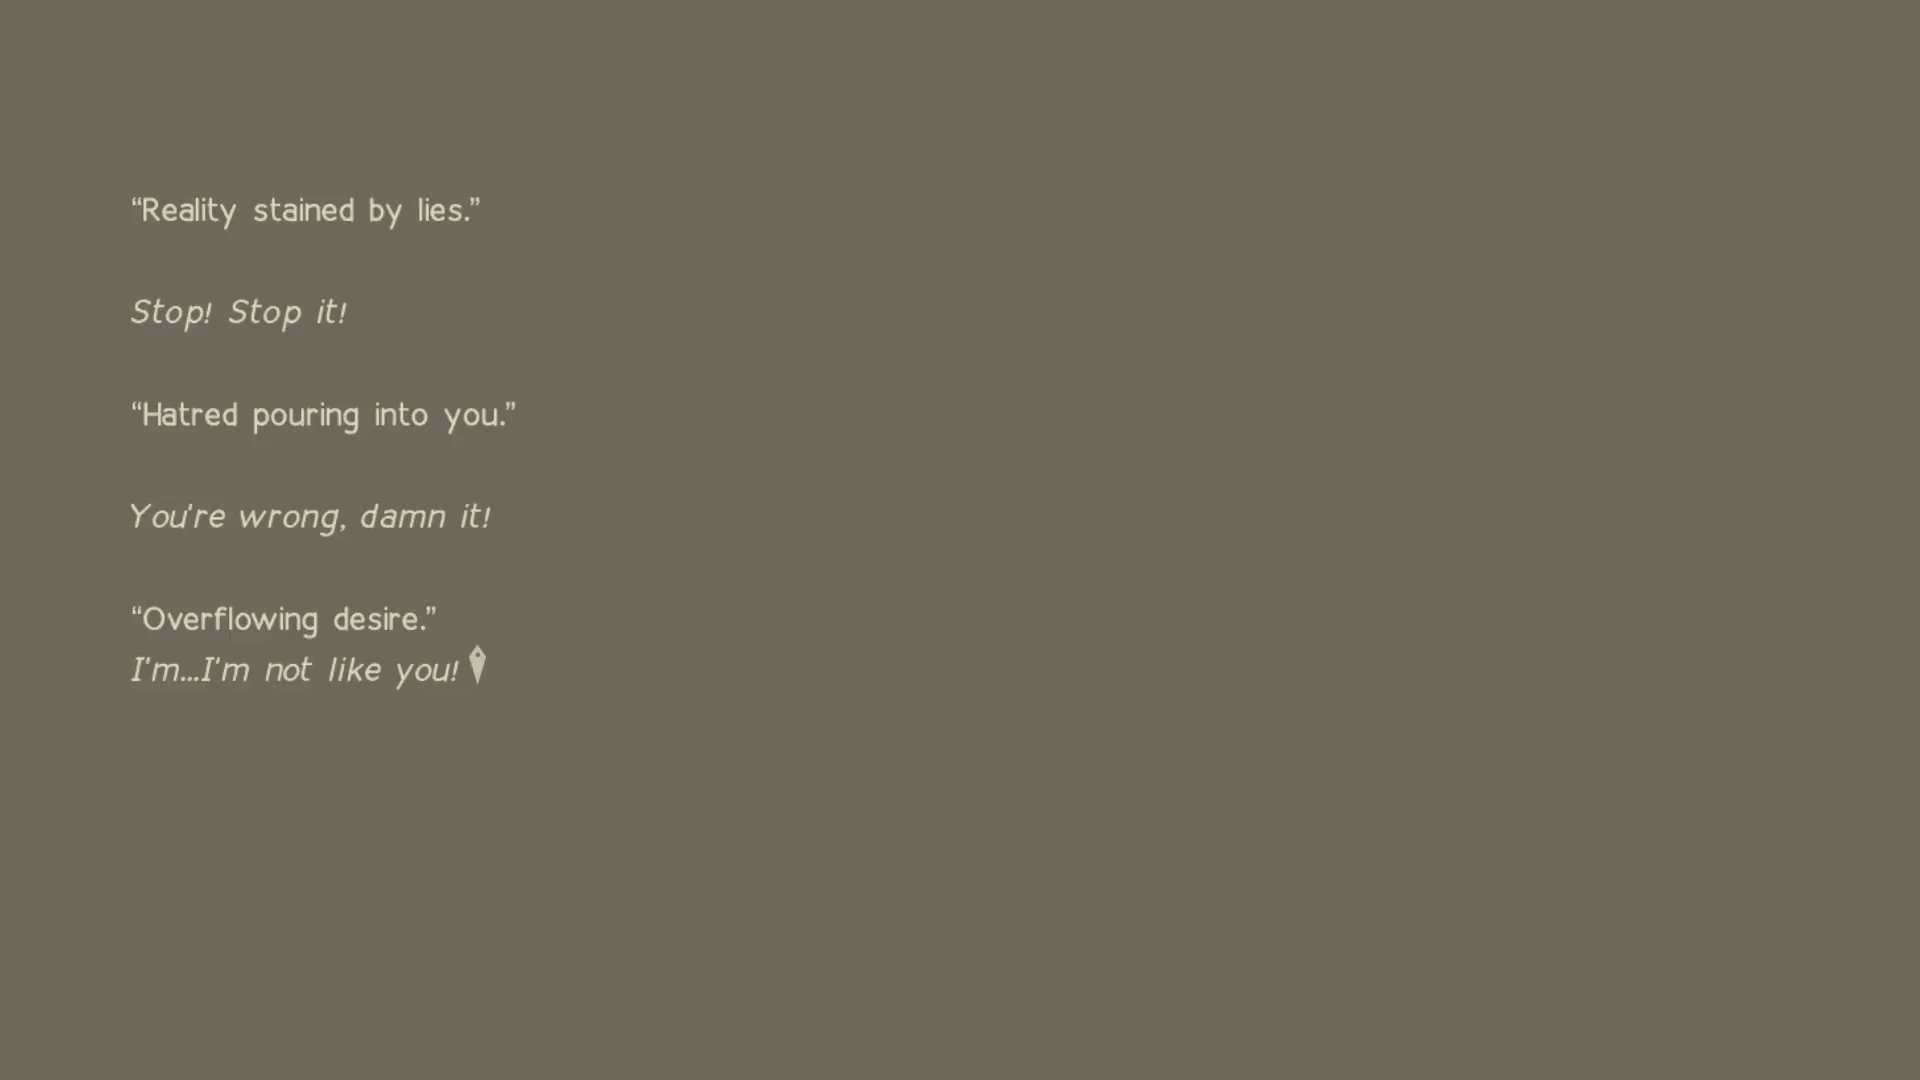 “Reality stained by lies.”
Stop! Stop it!
“Hatred pouring into you.”
You're wrong, damn it!
“Overflowing desire.”
I'm...I'm not like you!